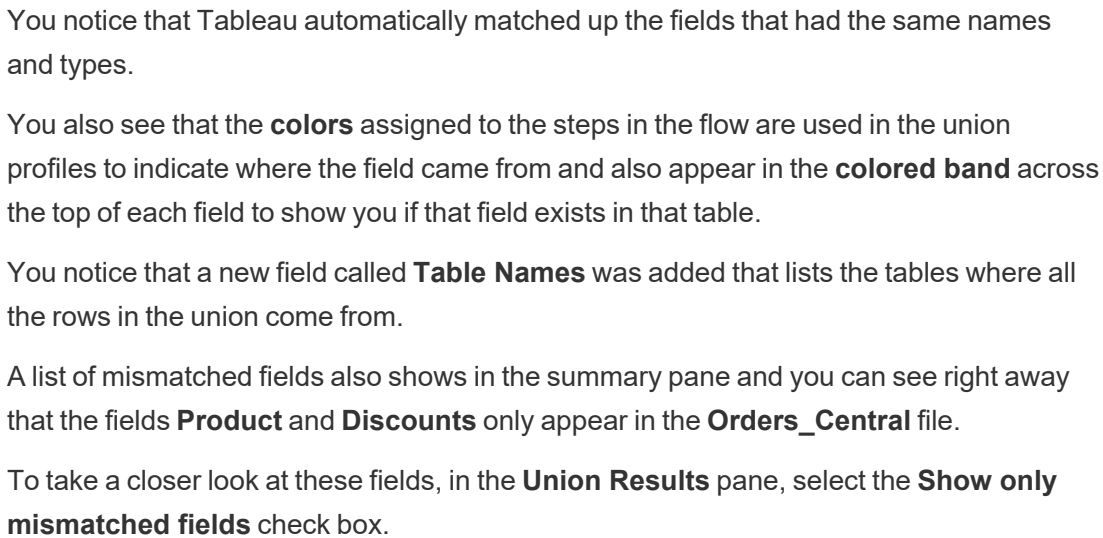 You notice that Tableau automatically matched up the fields that had the same names
and types.
You also see that the colors assigned to the steps in the flow are used in the union
profiles to indicate where the field came from and also appear in the colored band across
the top of each field to show you if that field exists in that table.
You notice that a new field called Table Names was added that lists the tables where all
the rows in the union come from.
A list of mismatched fields also shows in the summary pane and you can see right away
that the fields Product and Discounts only appear in the Orders_Central file.
To take a closer look at these fields, in the Union Results pane, select the Show only
mismatched fields check box.